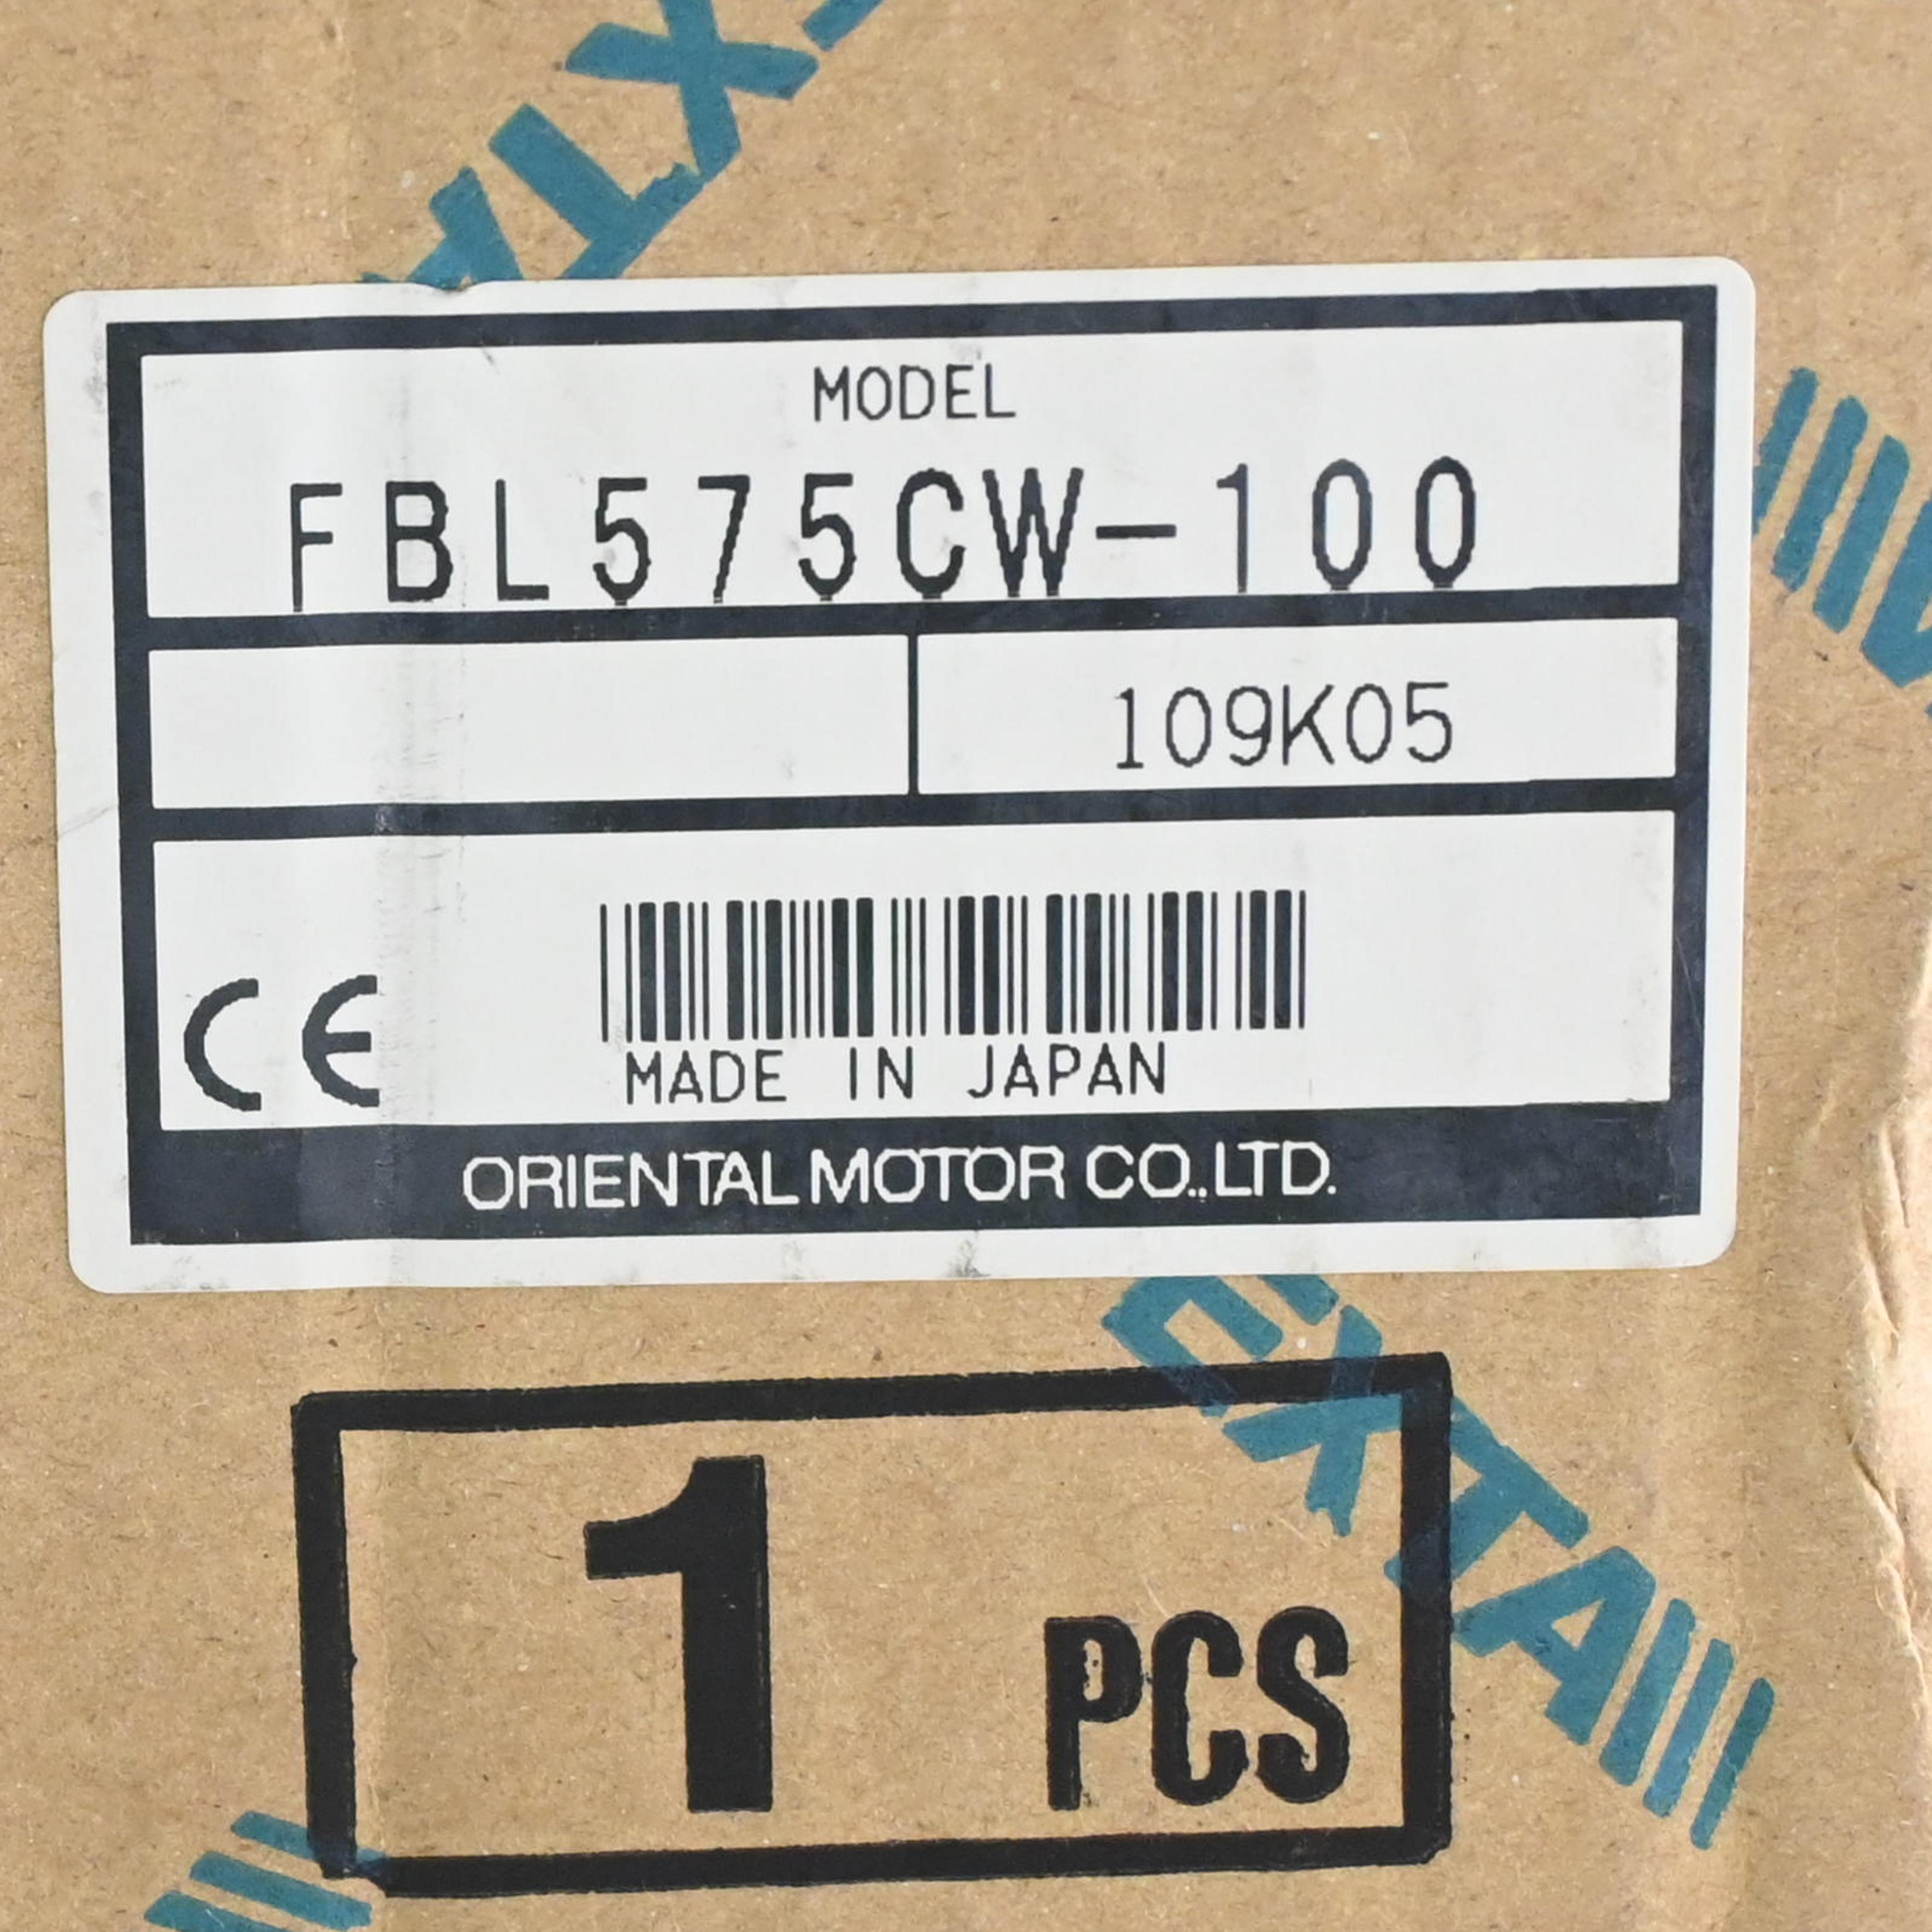 MODEL
FBL575CW-100
109K05
CE
MADE IN JAPAN
ORIENTAL MOTOR CO.,LTD.
1 PCS